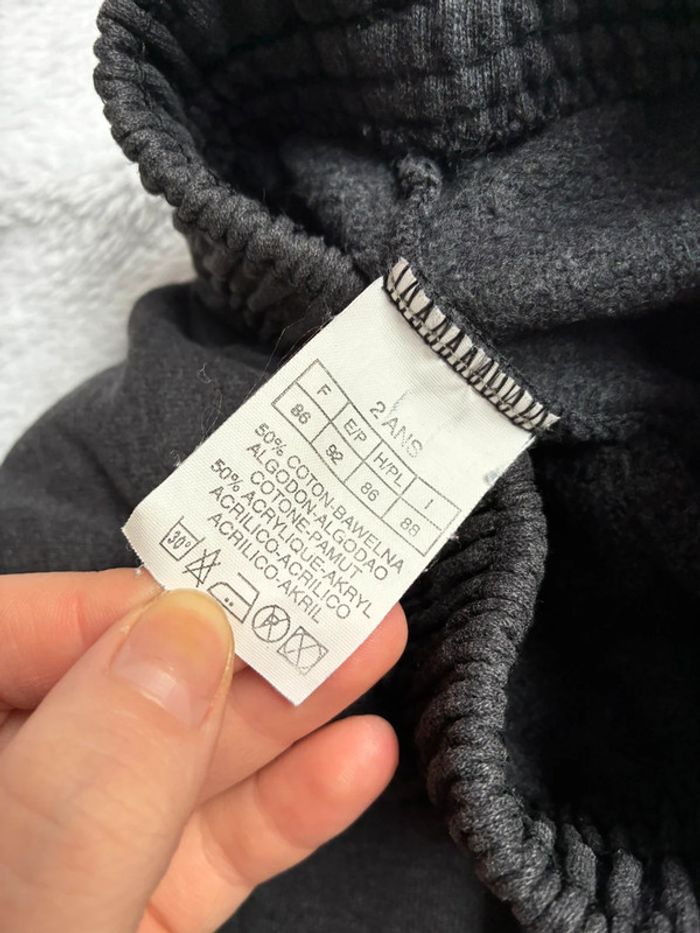 2 ANS
F E/P H/PL I
86 92 86 88
50% COTON-BAWELNA
ALGODON-ALGODAO
COTONE-PAMUT
50% ACRYLIQUE-AKRYL
ACRILICO-ACRILICO
ACRILICO-AKRIL
30° P